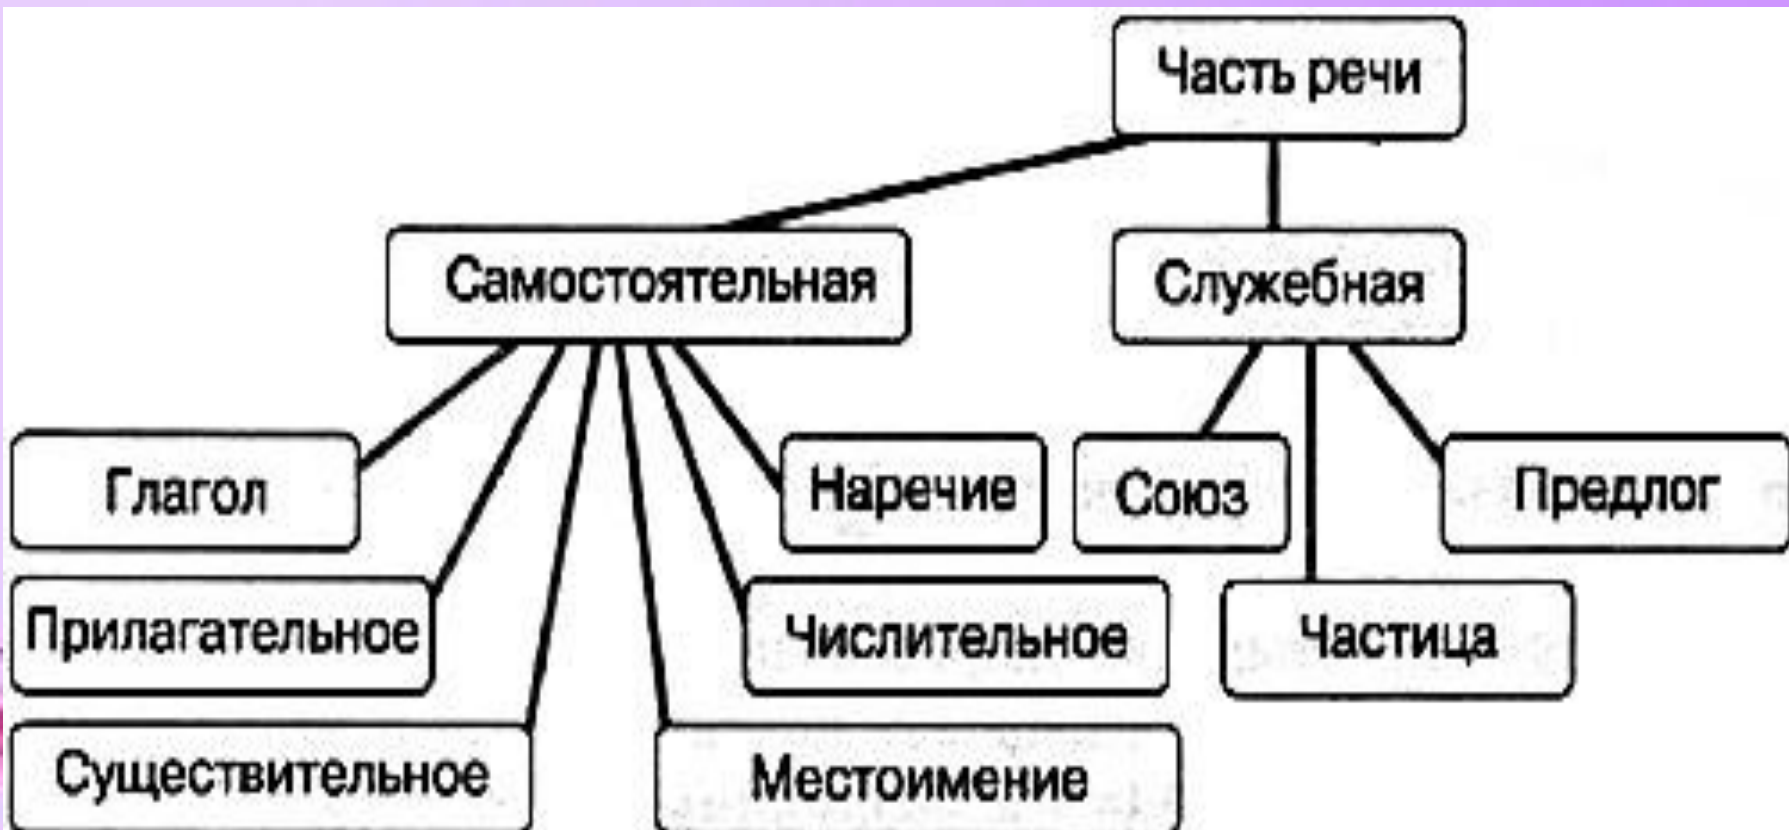 Часть речи
Самостоятельная
Служебная
Глагол
Наречие
Союз
Предлог
Прилагательное
Числительное
Частица
Существительное
Местоимение